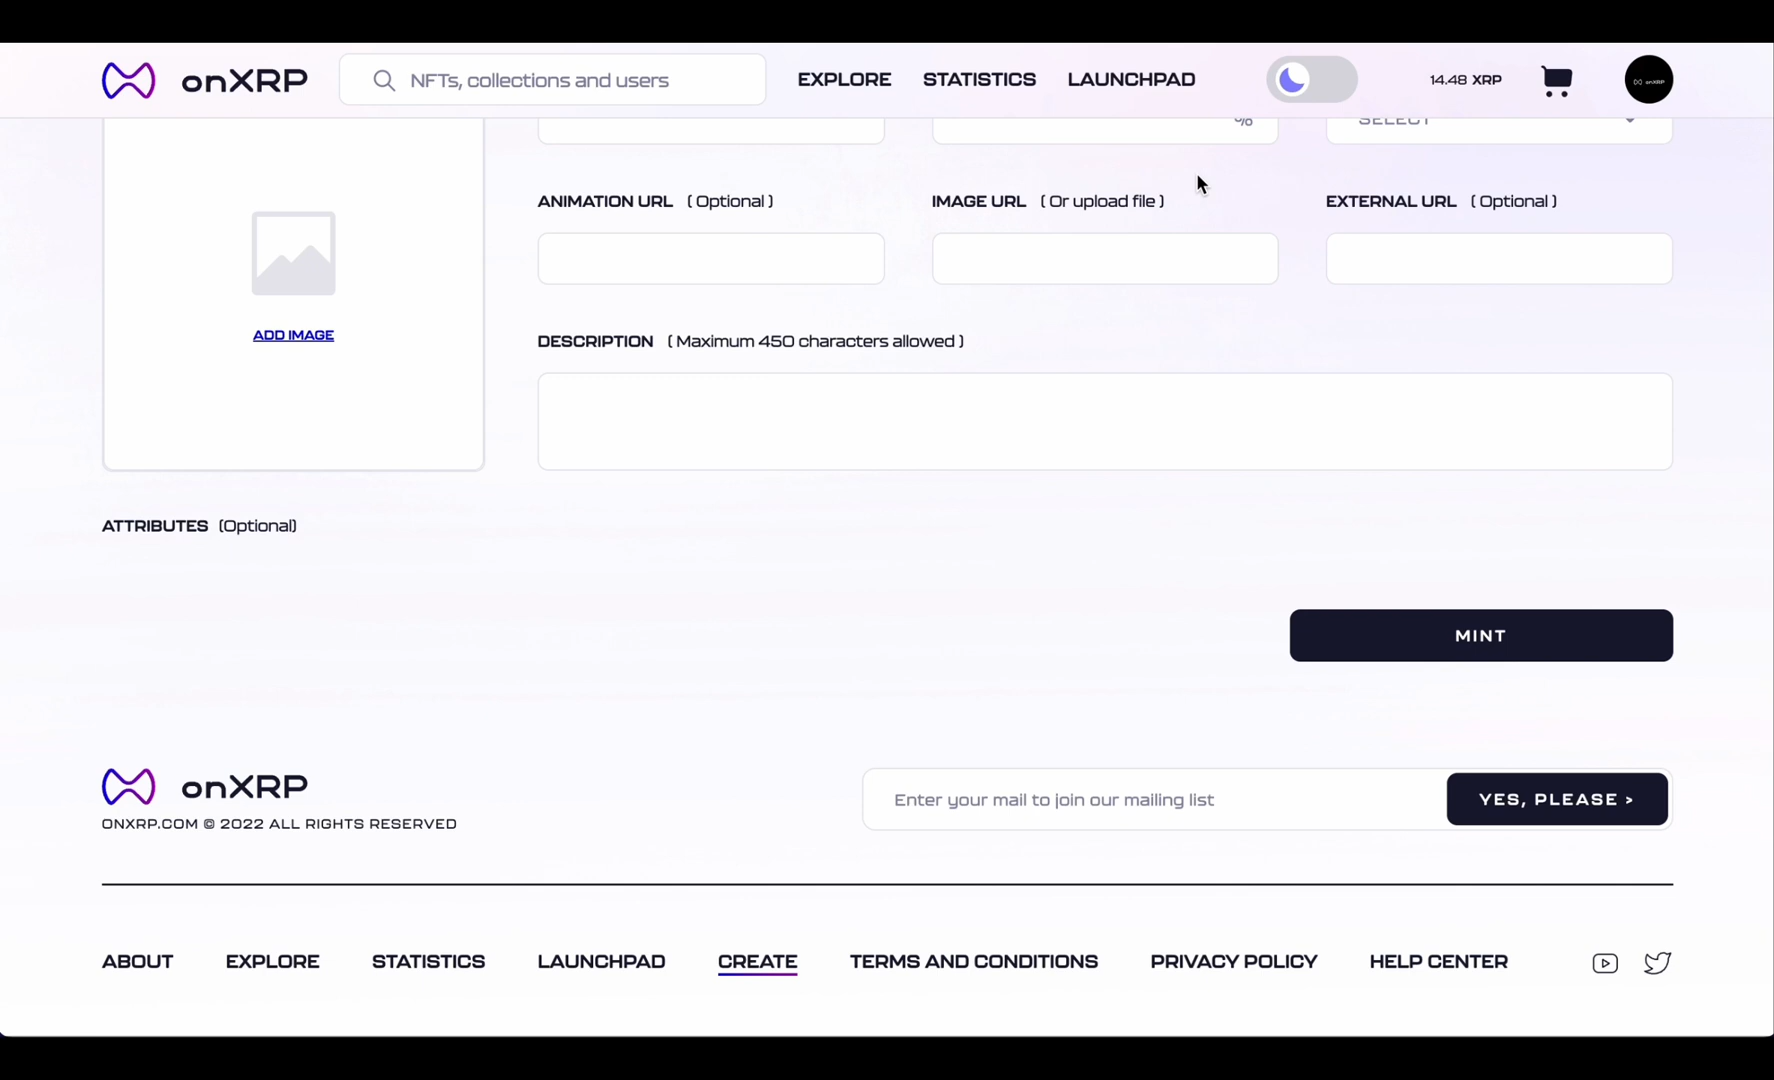 onXRP
NFTs, collections and users
EXPLORE
STATISTICS
LAUNCHPAD
14.48 XRP
onXRP
%
SELECT
ANIMATION URL ( Optional )
IMAGE URL ( Or upload file )
EXTERNAL URL ( Optional )
ADD IMAGE
DESCRIPTION ( Maximum 450 characters allowed )
ATTRIBUTES (Optional)
MINT
onXRP
ONXRP.COM © 2022 ALL RIGHTS RESERVED
Enter your mail to join our mailing list
YES, PLEASE >
ABOUT
EXPLORE
STATISTICS
LAUNCHPAD
CREATE
TERMS AND CONDITIONS
PRIVACY POLICY
HELP CENTER